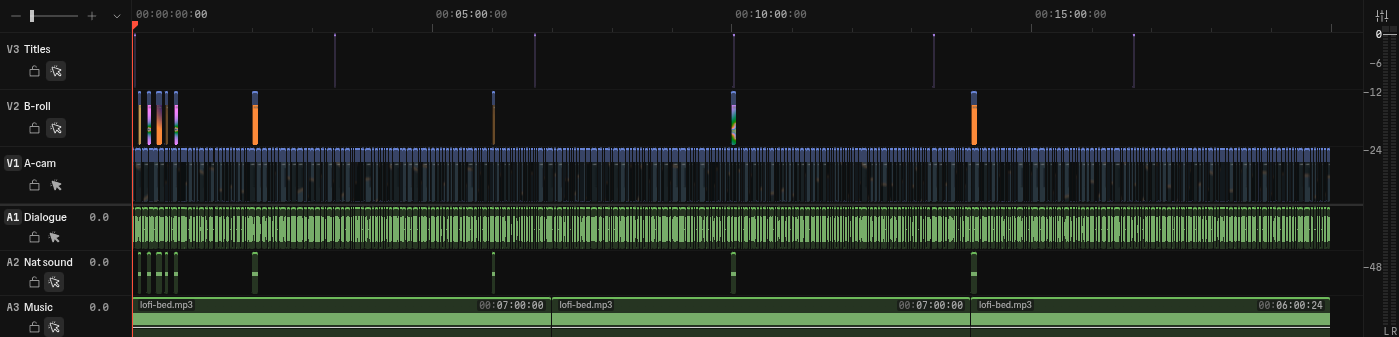 00:00:00:00 00:05:00:00 00:10:00:00 00:15:00:00
V3 Titles
0
-6
V2 B-roll
-12
V1 A-cam
-24
A1 Dialogue 0.0
A2 Nat sound 0.0
-48
A3 Music 0.0
lofi-bed.mp3 00:07:00:00 lofi-bed.mp3 00:07:00:00 lofi-bed.mp3 00:06:00:24
L R